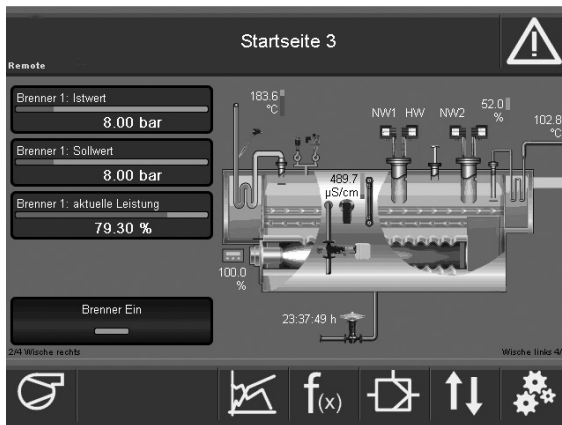 Startseite 3
Remote
Brenner 1: Istwert
8.00 bar
Brenner 1: Sollwert
8.00 bar
Brenner 1: aktuelle Leistung
79.30 %
Brenner Ein
2/4 Wische rechts
183.6
°C
NW1 HW NW2
52.0
%
102.8
°C
489.7
µS/cm
100.0
%
23:37:49 h
Wische links 4/
f(x)